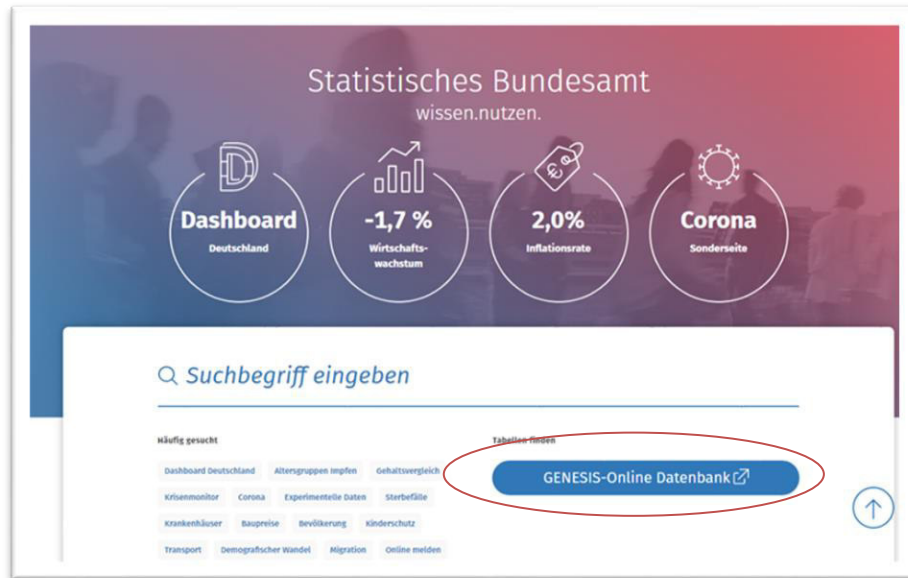 Statistisches Bundesamt
wissen.nutzen.
Dashboard
Deutschland
-1,7 %
Wirtschafts-
wachstum
2,0%
Inflationsrate
Corona
Sonderseite
Suchbegriff eingeben
Häufig gesucht
Dashboard Deutschland Altersgruppen Impfen Gehaltsvergleich
Krisenmonitor Corona Experimentelle Daten Sterbefälle
Krankenhäuser Baupreise Bevölkerung Kinderschutz
Transport Demografischer Wandel Migration Online melden
Tabellen finden
GENESIS-Online Datenbank